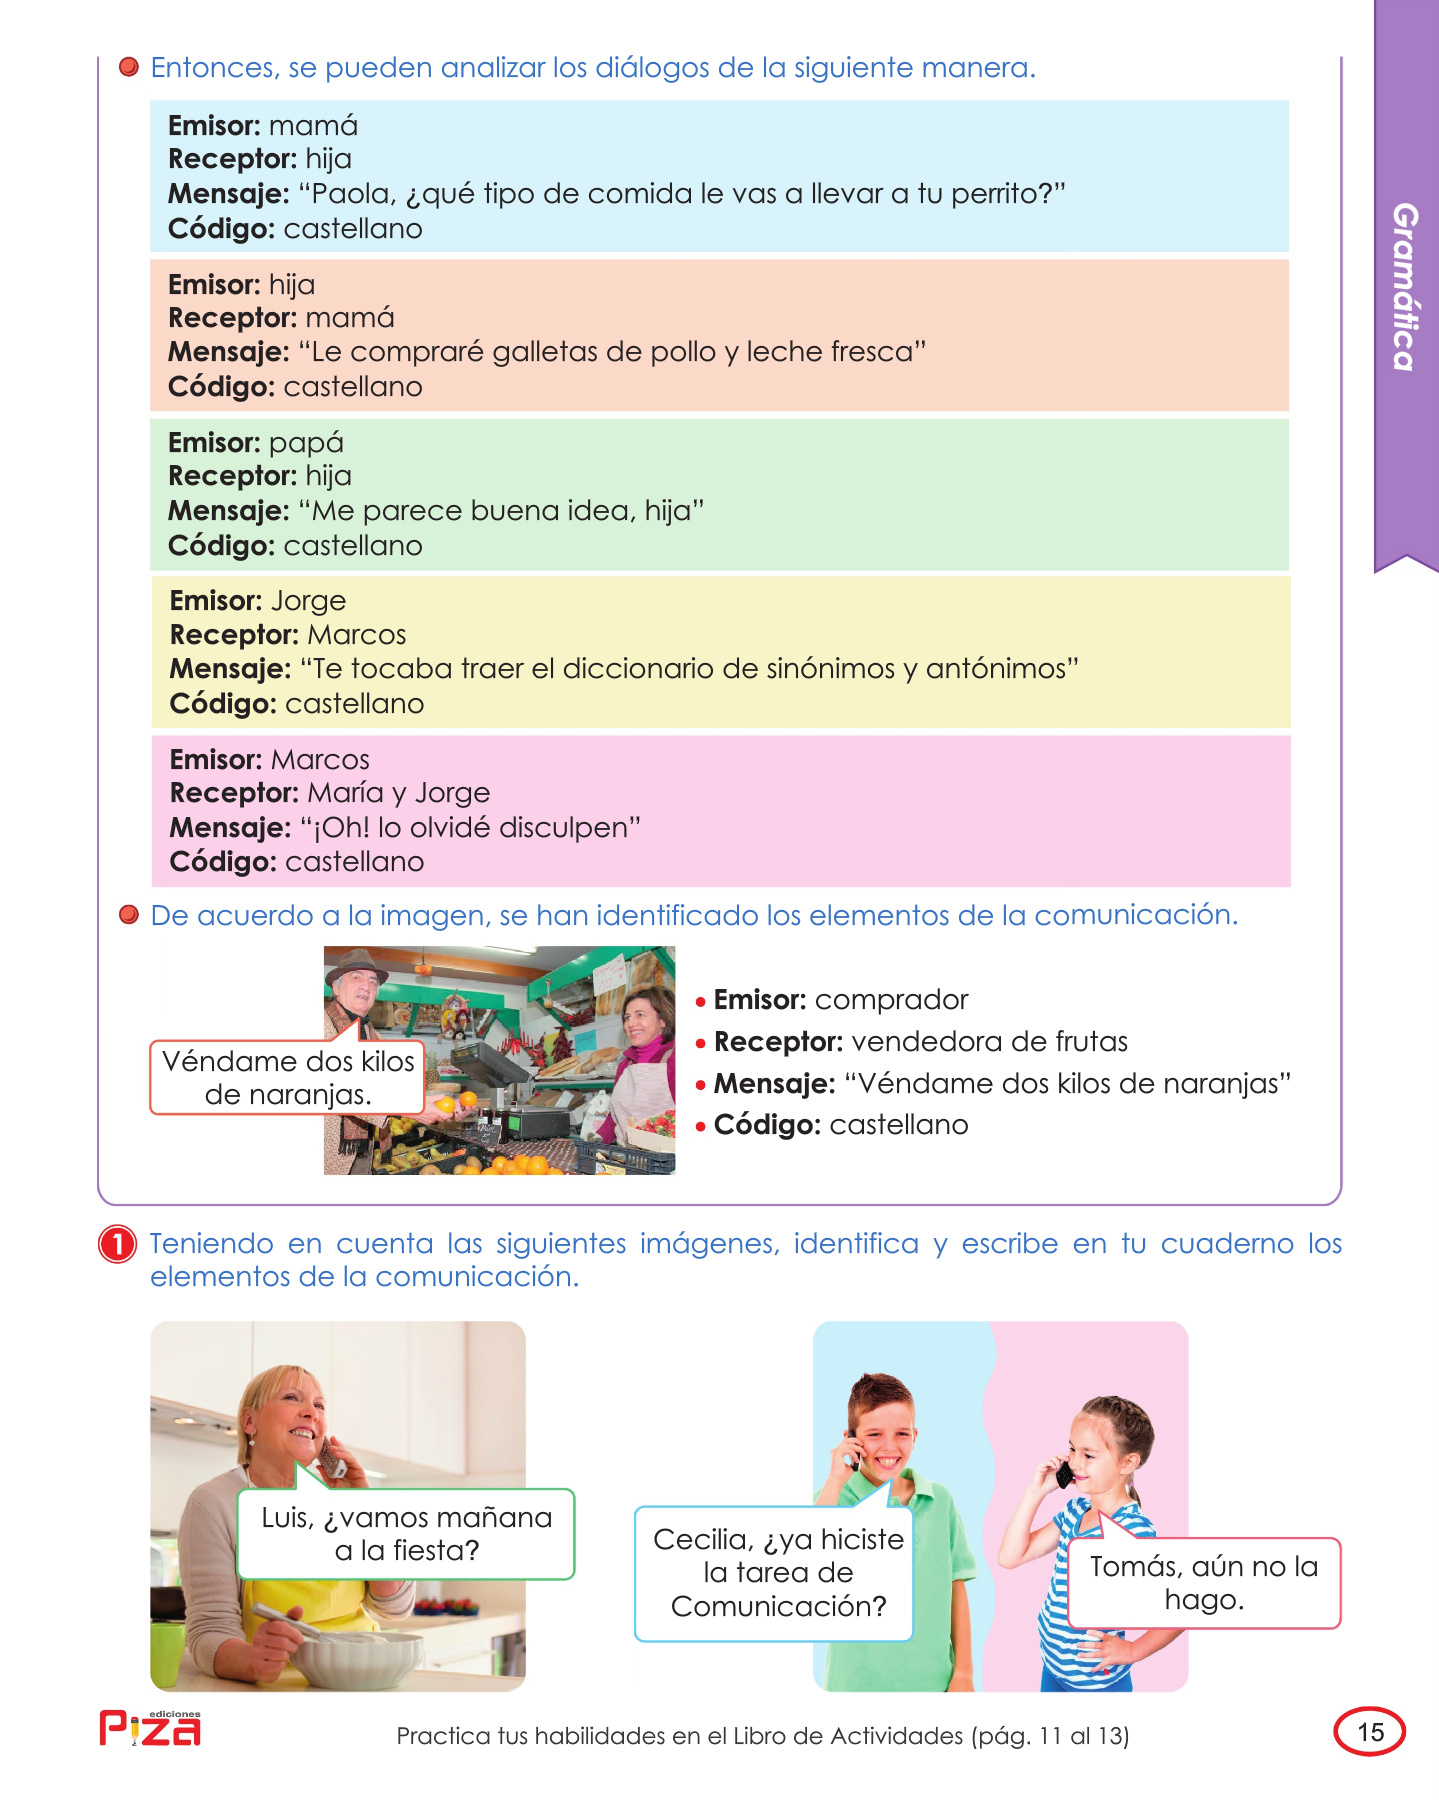 Entonces, se pueden analizar los diálogos de la siguiente manera.
Emisor: mamá
Receptor: hija
Mensaje: “Paola, ¿qué tipo de comida le vas a llevar a tu perrito?”
Código: castellano
Emisor: hija
Receptor: mamá
Mensaje: “Le compraré galletas de pollo y leche fresca”
Código: castellano
Emisor: papá
Receptor: hija
Mensaje: “Me parece buena idea, hija”
Código: castellano
Emisor: Jorge
Receptor: Marcos
Mensaje: “Te tocaba traer el diccionario de sinónimos y antónimos”
Código: castellano
Emisor: Marcos
Receptor: María y Jorge
Mensaje: “¡Oh! lo olvidé disculpen”
Código: castellano
Gramática
De acuerdo a la imagen, se han identificado los elementos de la comunicación.
Véndame dos kilos
de naranjas.
• Emisor: comprador
• Receptor: vendedora de frutas
• Mensaje: “Véndame dos kilos de naranjas”
• Código: castellano
1 Teniendo en cuenta las siguientes imágenes, identifica y escribe en tu cuaderno los
elementos de la comunicación.
Luis, ¿vamos mañana
a la fiesta?
Cecilia, ¿ya hiciste
la tarea de
Comunicación?
Tomás, aún no la
hago.
ediciones
PizA
Practica tus habilidades en el Libro de Actividades (pág. 11 al 13)
15